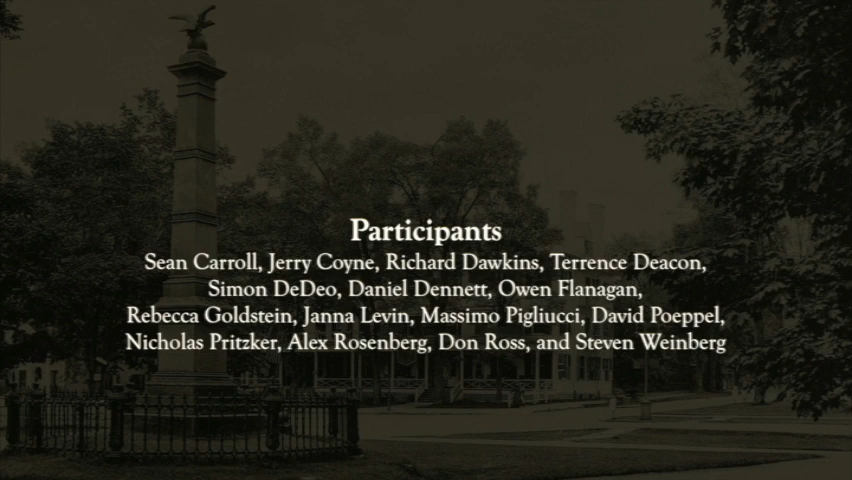 Participants
Sean Carroll, Jerry Coyne, Richard Dawkins, Terrence Deacon,
Simon DeDeo, Daniel Dennett, Owen Flanagan,
Rebecca Goldstein, Janna Levin, Massimo Pigliucci, David Poeppel,
Nicholas Pritzker, Alex Rosenberg, Don Ross, and Steven Weinberg